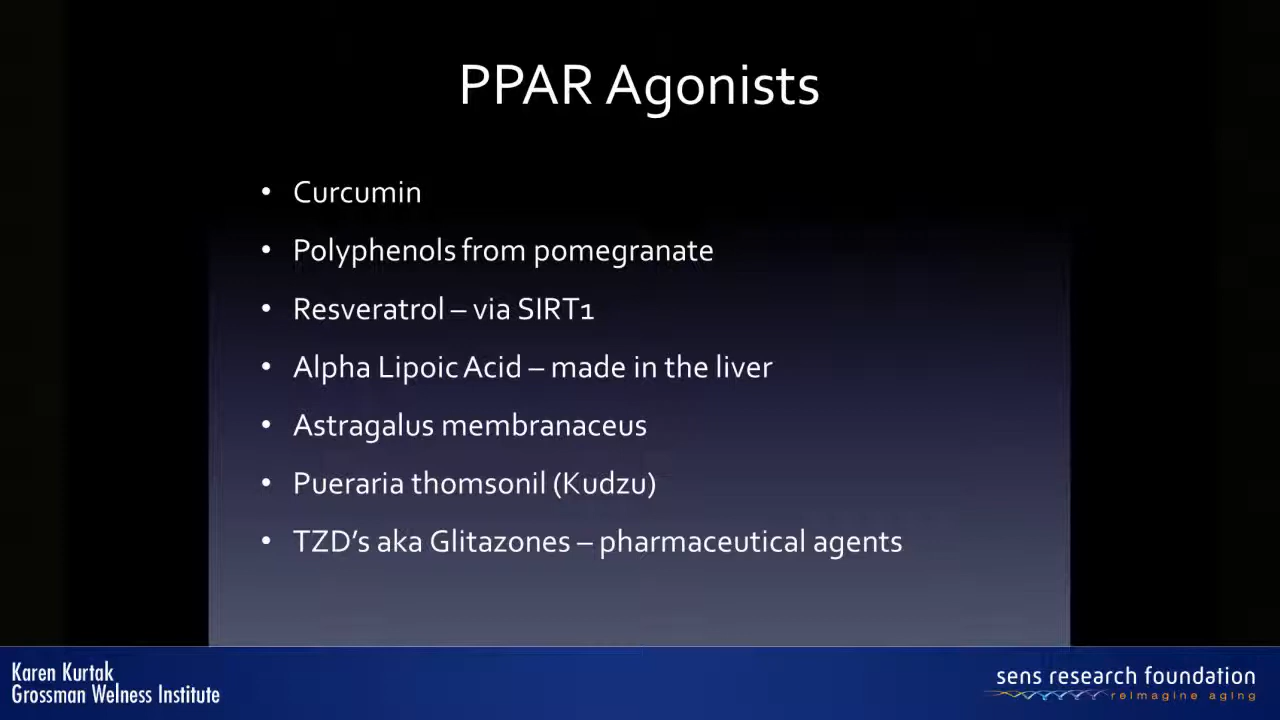 PPAR Agonists
• Curcumin
• Polyphenols from pomegranate
• Resveratrol – via SIRT1
• Alpha Lipoic Acid – made in the liver
• Astragalus membranaceus
• Pueraria thomsonil (Kudzu)
• TZD's aka Glitazones – pharmaceutical agents
Karen Kurtak
Grossman Welness Institute
sens research foundation
reimagine aging